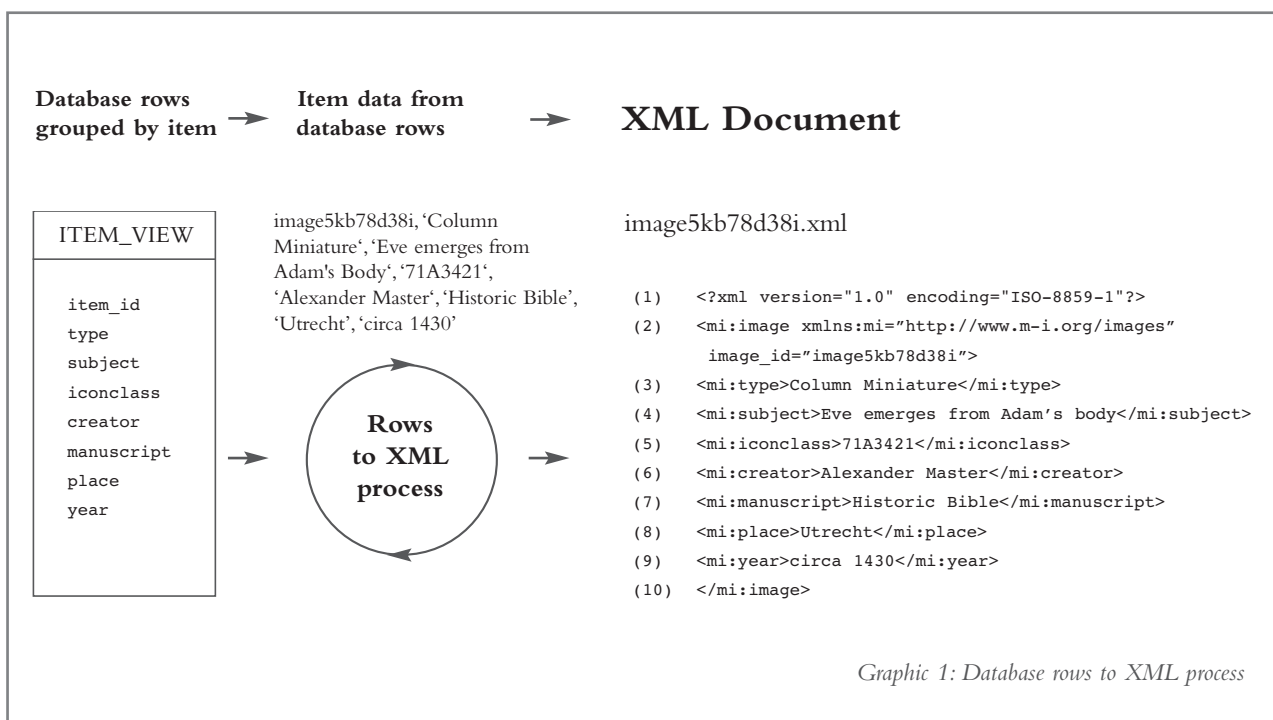 Database rows
grouped by item
Item data from
database rows
XML Document
ITEM_VIEW
item_id
type
subject
iconclass
creator
manuscript
place
year
image5kb78d38i, ‘Column
Miniature‘, ‘Eve emerges from
Adam's Body‘, ‘71A3421‘,
‘Alexander Master‘, ‘Historic Bible’,
‘Utrecht’, ‘circa 1430’
Rows
to XML
process
image5kb78d38i.xml
(1) <?xml version="1.0" encoding="ISO-8859-1"?>
(2) <mi:image xmlns:mi=”http://www.m-i.org/images”
image_id=”image5kb78d38i”>
(3) <mi:type>Column Miniature</mi:type>
(4) <mi:subject>Eve emerges from Adam’s body</mi:subject>
(5) <mi:iconclass>71A3421</mi:iconclass>
(6) <mi:creator>Alexander Master</mi:creator>
(7) <mi:manuscript>Historic Bible</mi:manuscript>
(8) <mi:place>Utrecht</mi:place>
(9) <mi:year>circa 1430</mi:year>
(10) </mi:image>
Graphic 1: Database rows to XML process